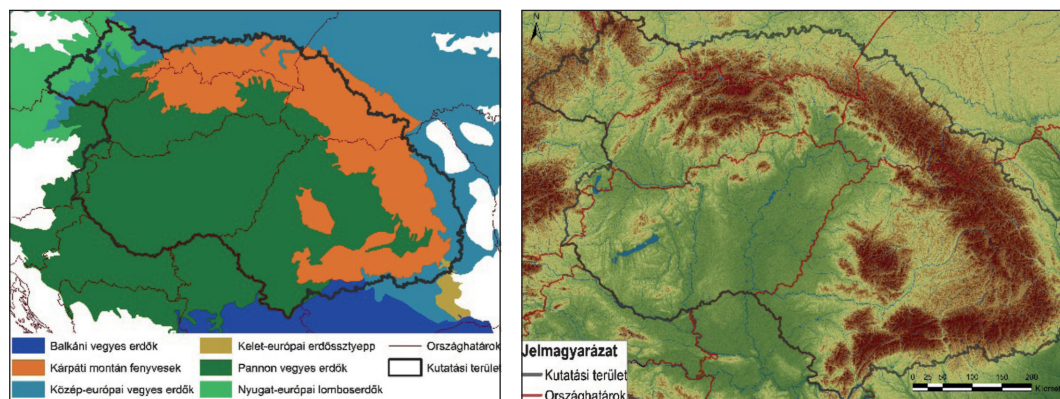 Balkáni vegyes erdők
Kelet-európai erdőssztyepp
Országhatárok
Kárpáti montán fenyvesek
Pannon vegyes erdők
Kutatási terület
Közép-európai vegyes erdők
Nyugat-európai lomboserdők
N
Jelmagyarázat
Kutatási terület
Országhatárok
0 25 50 100 150 200